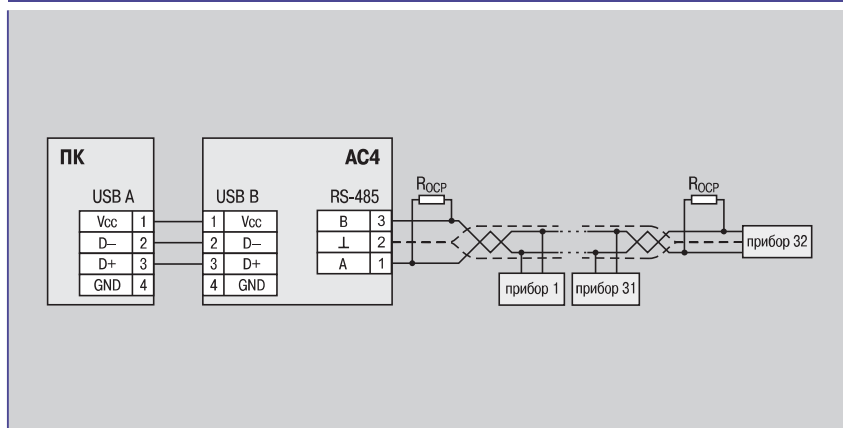 ПК
AC4
USB A
USB B
RS-485
Vcc 1
D– 2
D+ 3
GND 4
1 Vcc
2 D–
3 D+
4 GND
B 3
⊥ 2
A 1
RОСР
RОСР
прибор 1
прибор 31
прибор 32